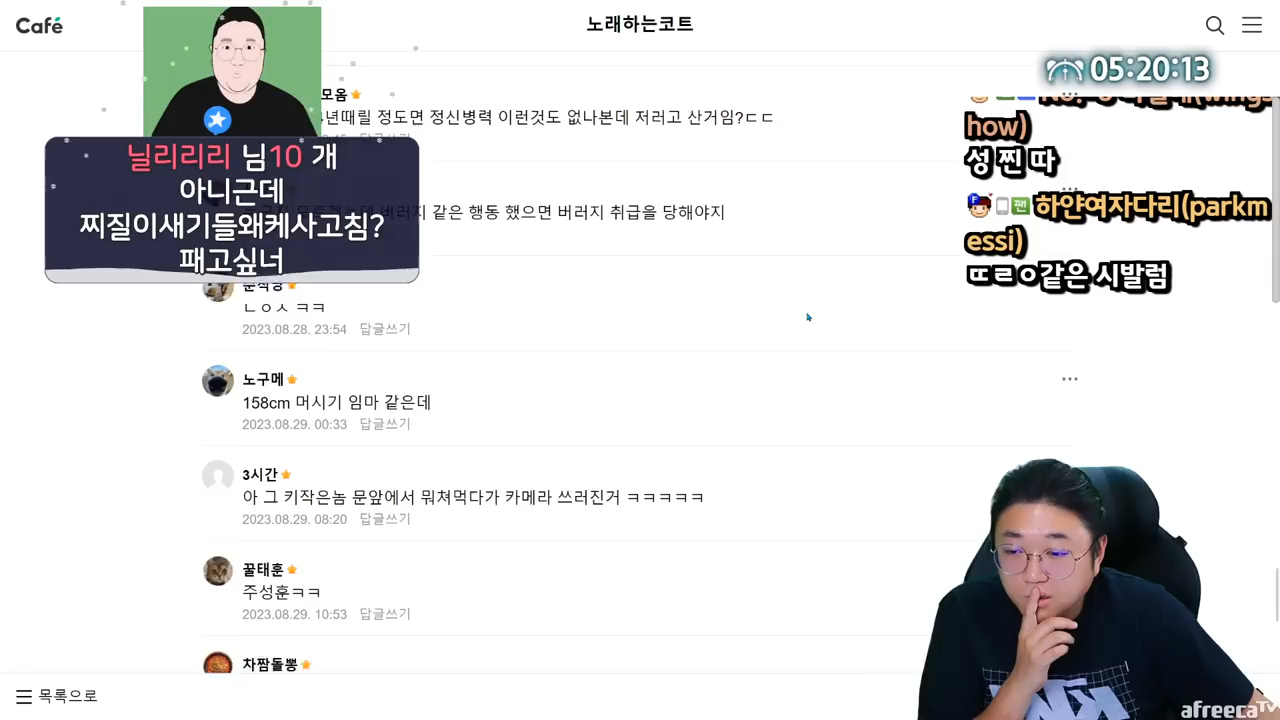 Café
노래하는코트
05:20:13
모옴
년때릴 정도면 정신병력 이런것도 없나본데 저러고 산거임?ㄷㄷ
같은 행동 했으면 버러지 취급을 당해야지
닐리리리 님10 개
아니근데
찌질이새기들왜케사고침?
패고싶너
how)
성 찐 따
팬 하얀여자다리(parkm
essi)
ㄸㄹㅇ같은 시발럼
ㄴㅇㅅ ㅋㅋ
2023.08.28. 23:54 답글쓰기
노구메
158cm 머시기 임마 같은데
2023.08.29. 00:33 답글쓰기
3시간
아 그 키작은놈 문앞에서 뭐쳐먹다가 카메라 쓰러진거 ㅋㅋㅋㅋㅋ
2023.08.29. 08:20 답글쓰기
꿀태훈
주성훈ㅋㅋ
2023.08.29. 10:53 답글쓰기
차짬돌뽕
목록으로
afreecaTV